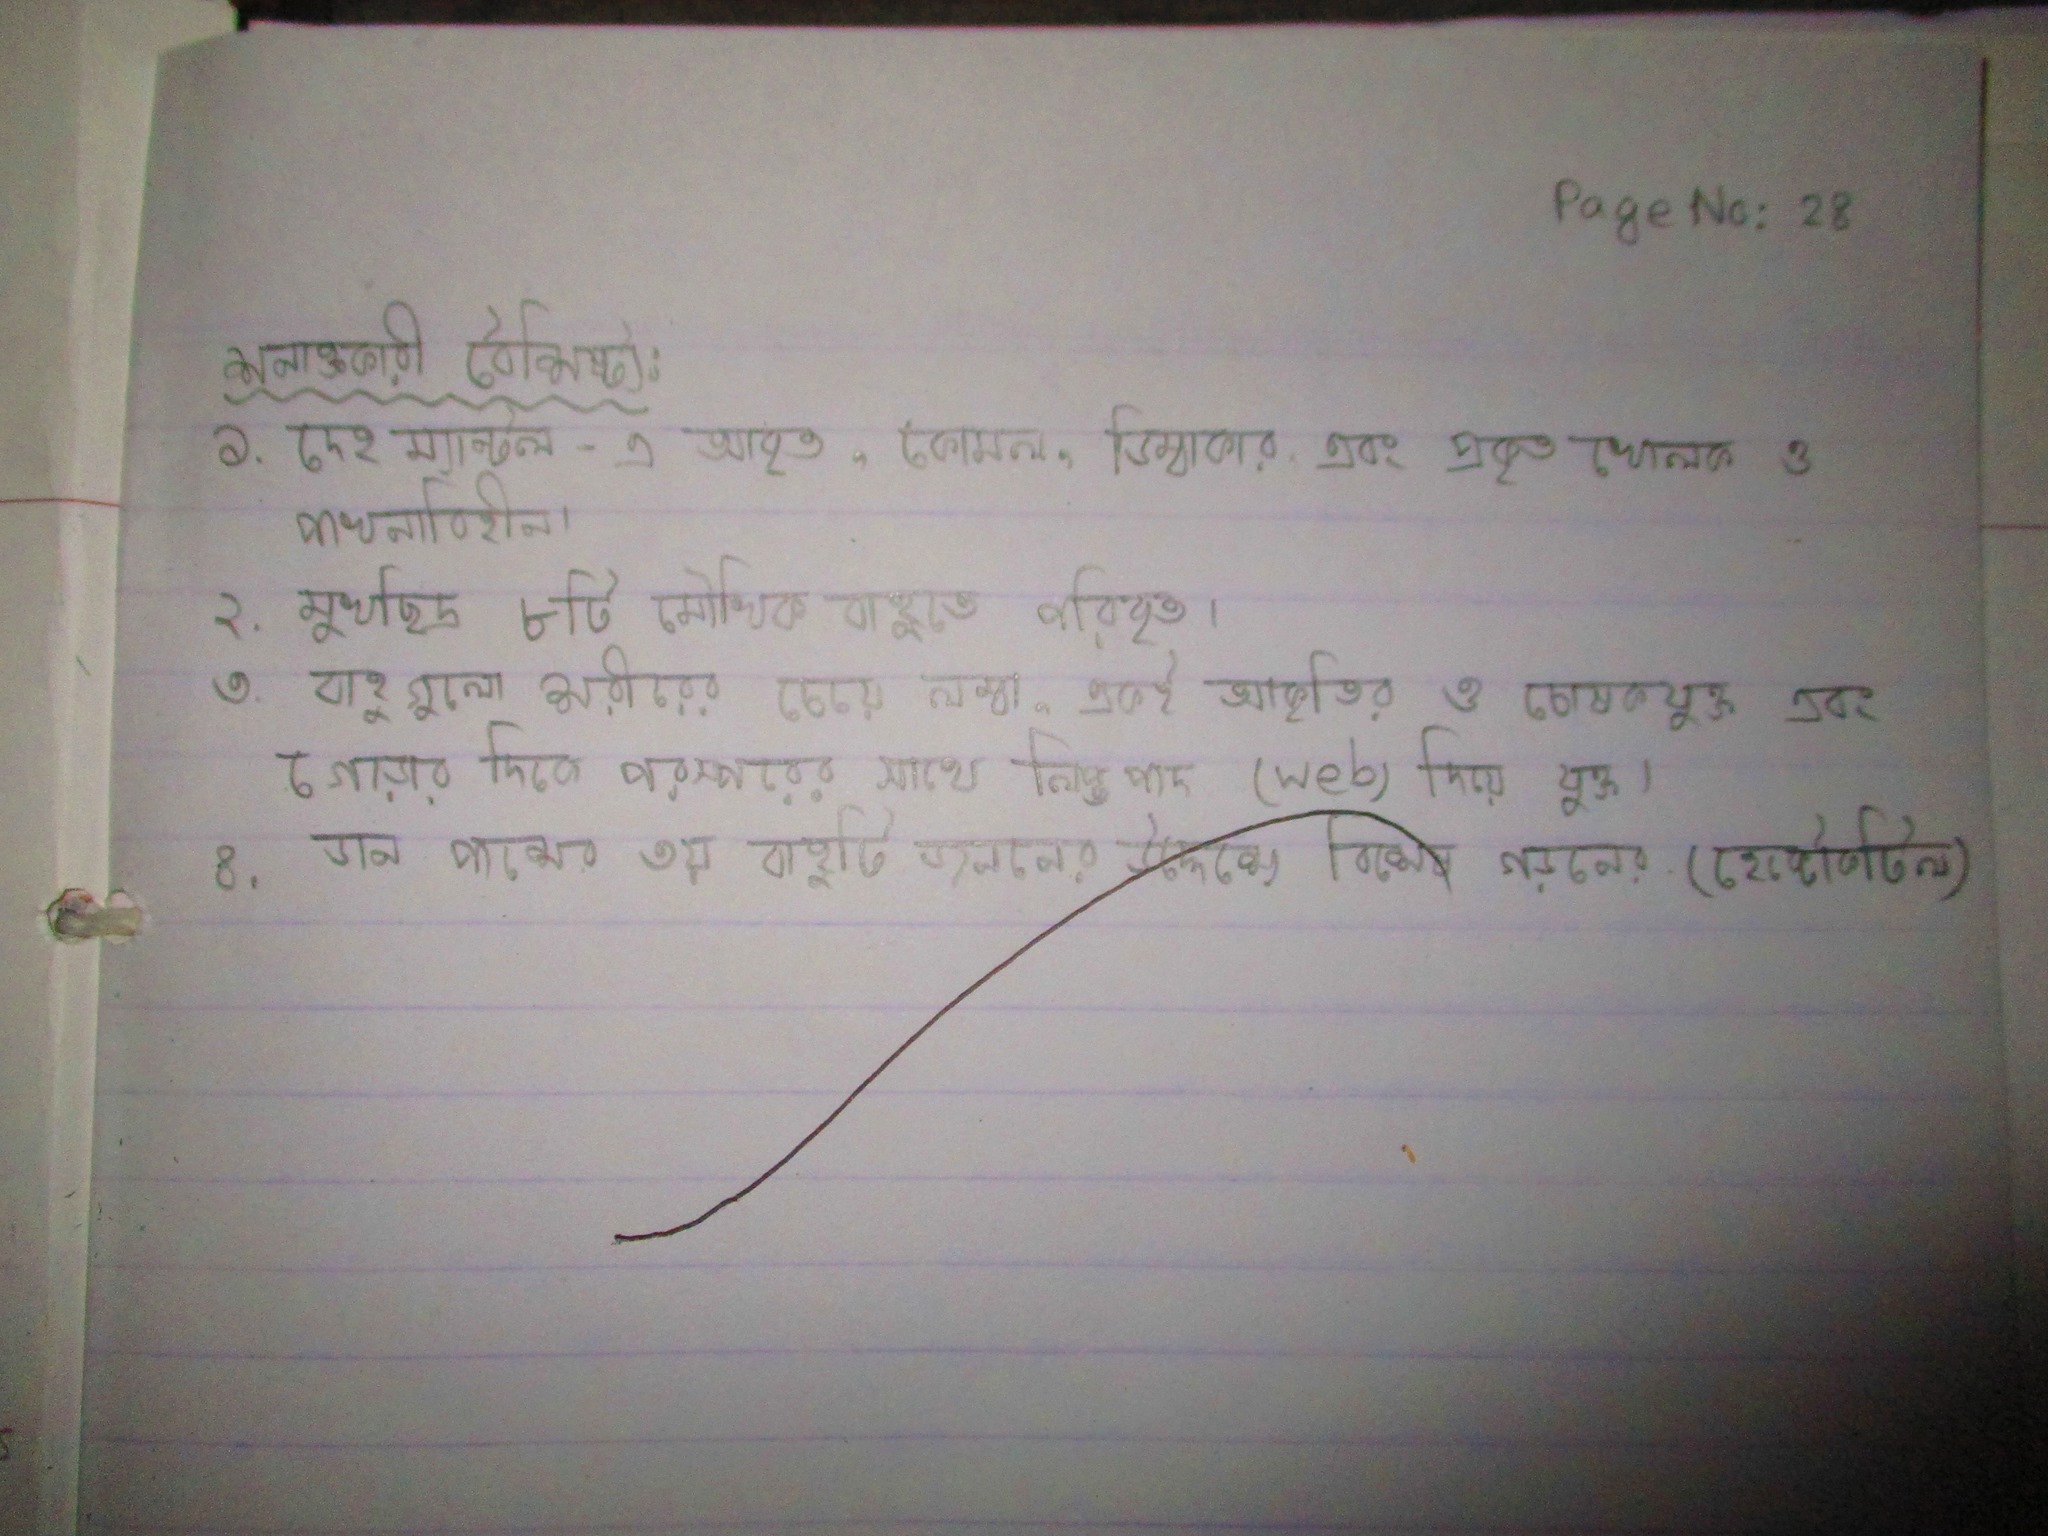 Page No: 28
শনাক্তকারী বৈশিষ্ট্য:
১. দেহ ম্যান্টল - এ আবৃত, কোমল, ডিম্বাকার এবং প্রকৃত খোলক ও
পাখনাবিহীন।
২. মুখছিদ্র ৮টি মৌখিক বাহুতে পরিবৃত।
৩. বাহুগুলো শরীরের চেয়ে লম্বা, একই আকৃতির ও চোষকযুক্ত এবং
গোড়ার দিকে পরস্পরের সাথে লিপ্তপাদ (web) দিয়ে যুক্ত।
৪. ডান পাশের ৩য় বাহুটি জননের উদ্দেশ্যে বিশেষ গড়নের (হেক্টোকটিল)